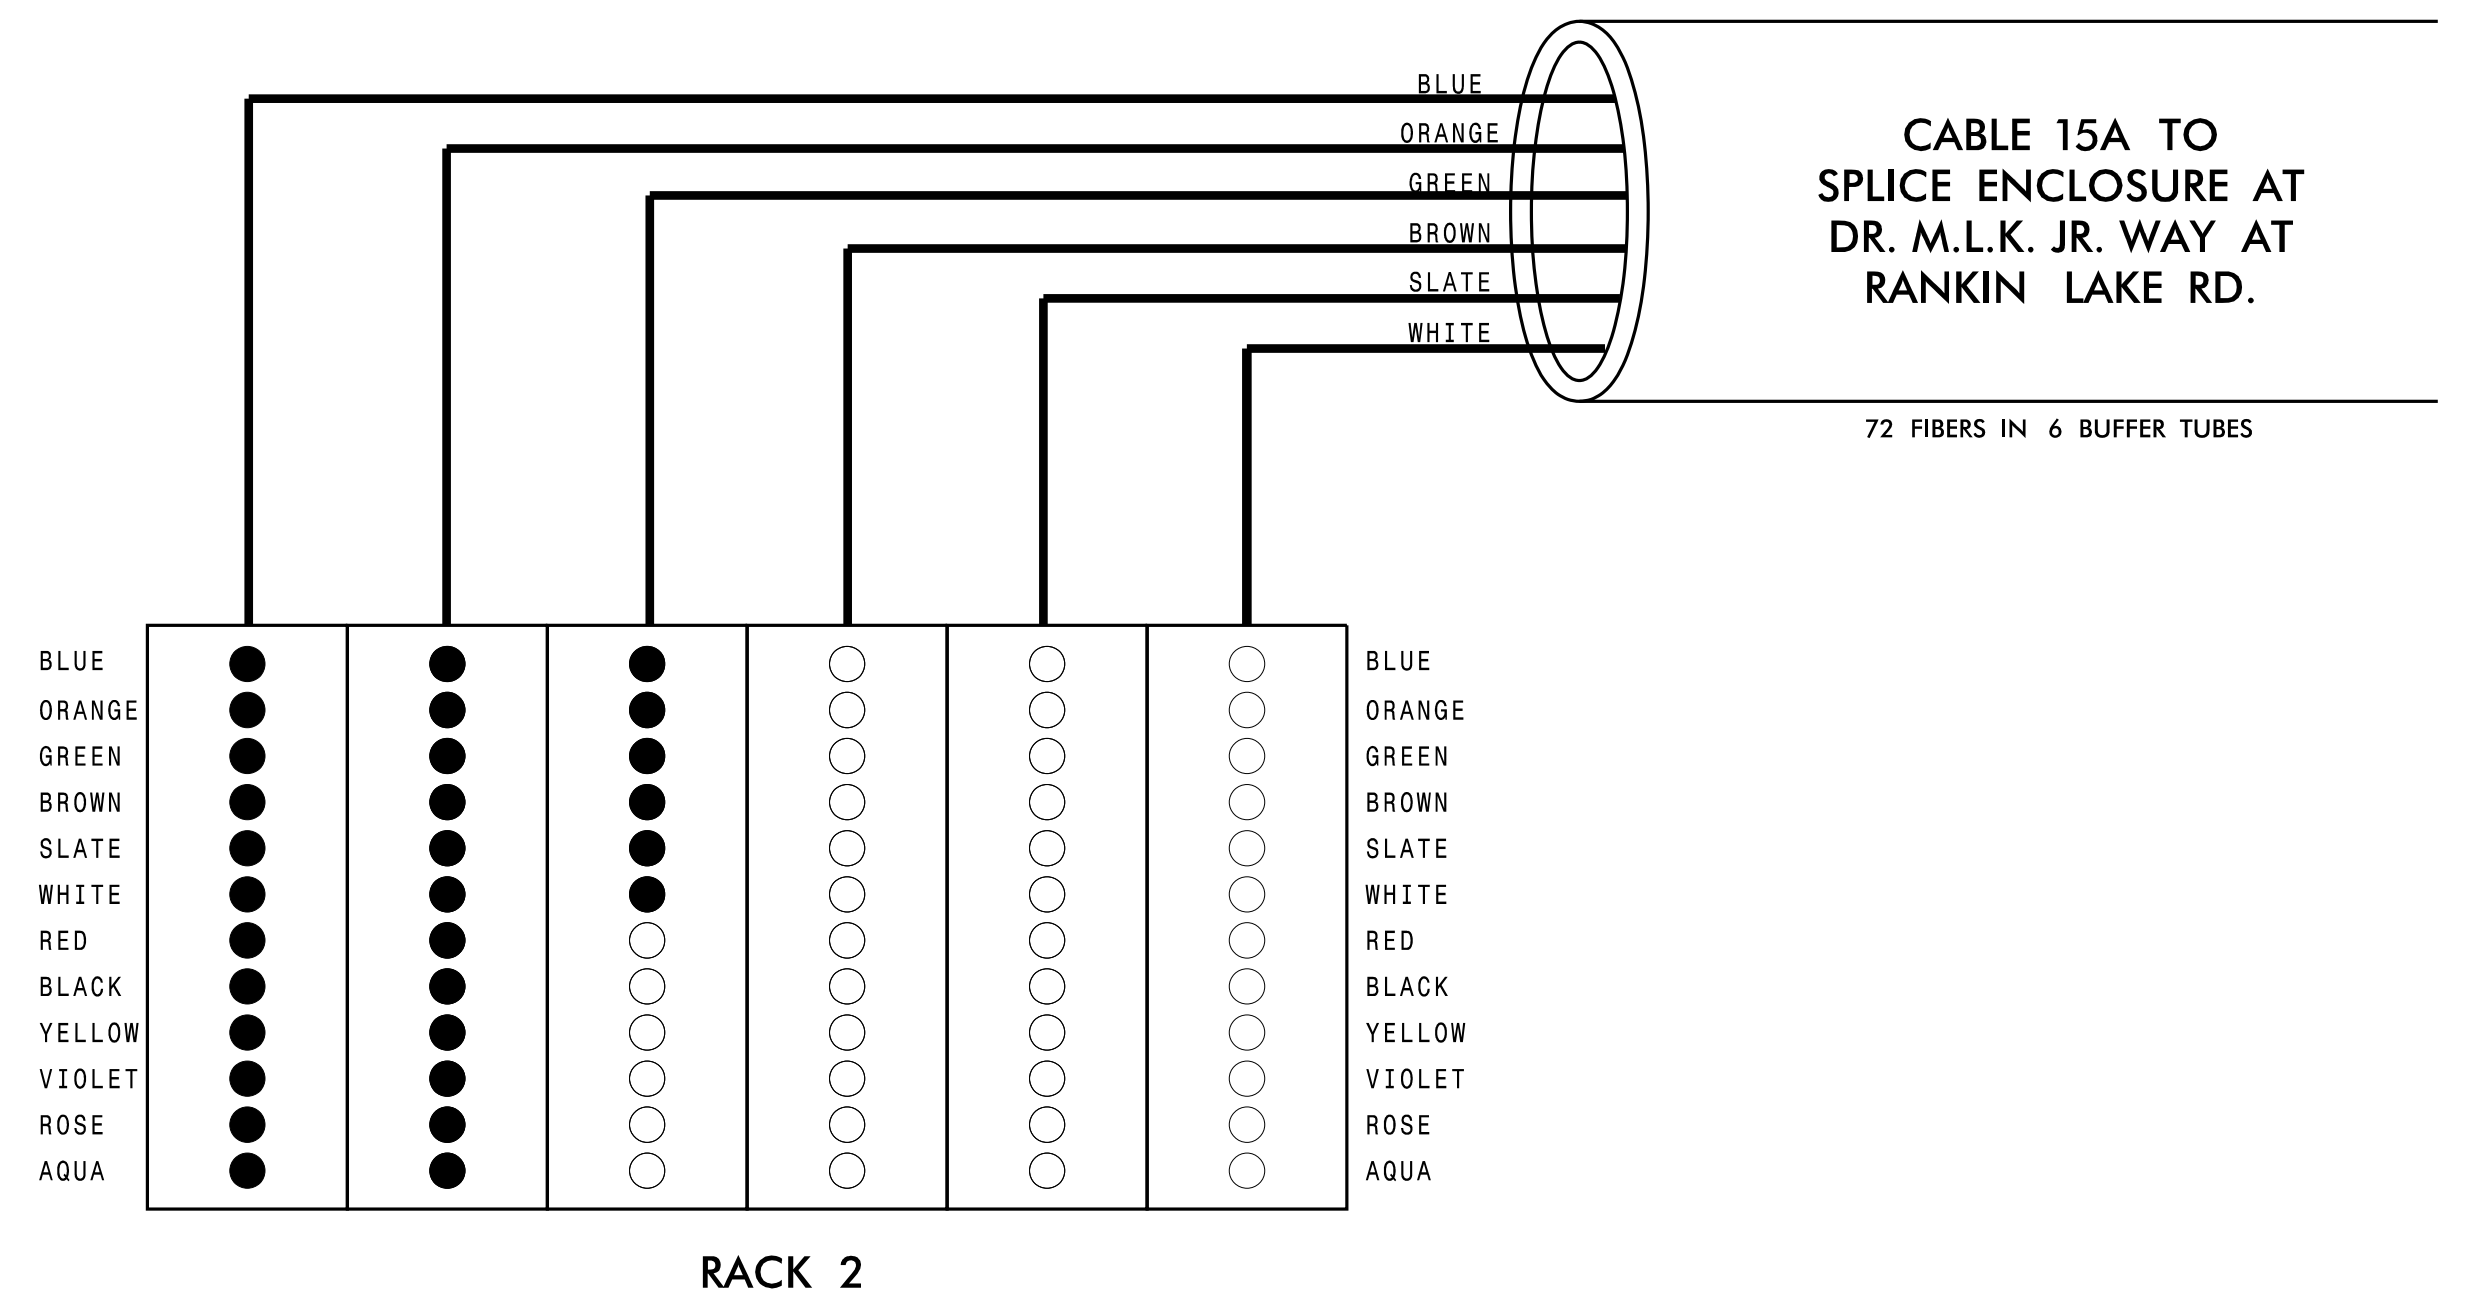 BLUE
ORANGE
GREEN
BROWN
SLATE
WHITE
CABLE 15A TO
SPLICE ENCLOSURE AT
DR. M.L.K. JR. WAY AT
RANKIN LAKE RD.
72 FIBERS IN 6 BUFFER TUBES
BLUE
ORANGE
GREEN
BROWN
SLATE
WHITE
RED
BLACK
YELLOW
VIOLET
ROSE
AQUA
BLUE
ORANGE
GREEN
BROWN
SLATE
WHITE
RED
BLACK
YELLOW
VIOLET
ROSE
AQUA
RACK 2